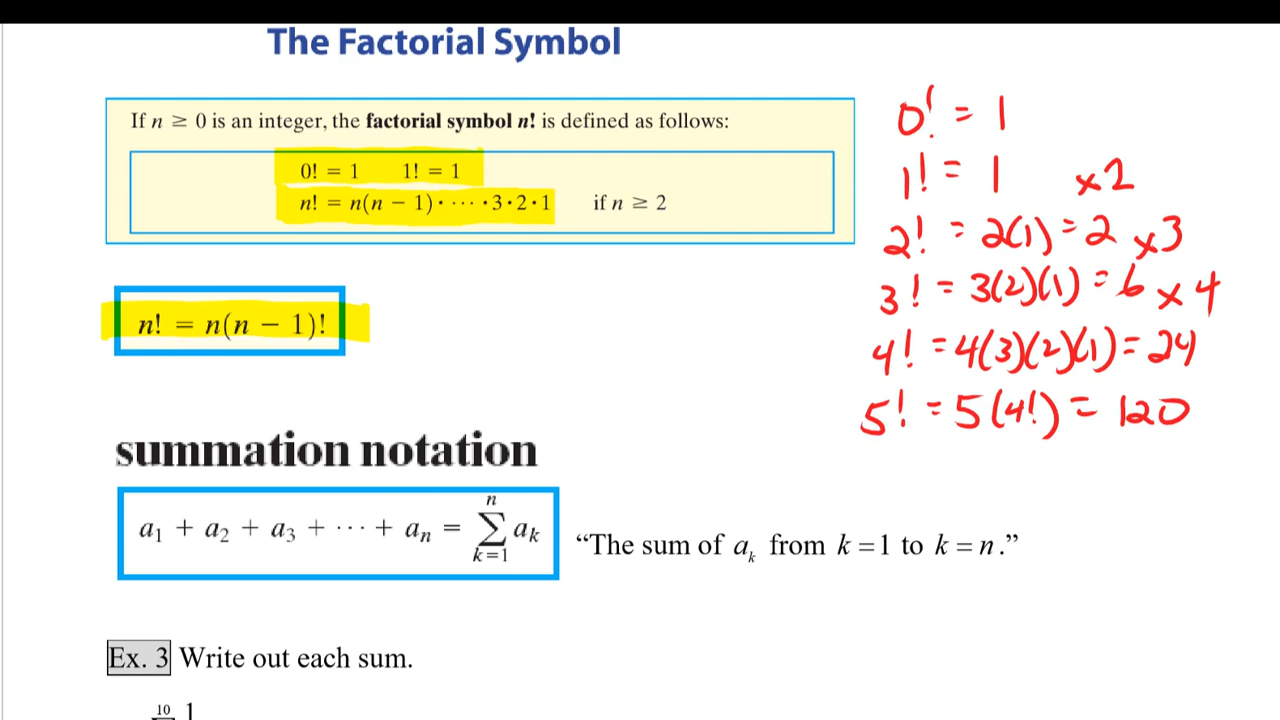 The Factorial Symbol
If n ≥ 0 is an integer, the factorial symbol n! is defined as follows:
0! = 1 1! = 1
n! = n(n − 1) · ··· · 3 · 2 · 1 if n ≥ 2
n! = n(n − 1)!
0! = 1
1! = 1 ×2
2! = 2(1) = 2 ×3
3! = 3(2)(1) = 6 × 4
4! = 4(3)(2)(1) = 24
5! = 5(4!) = 120
summation notation
a₁ + a₂ + a₃ + ··· + aₙ = ∑ₖ₌₁ⁿ aₖ
“The sum of aₖ from k = 1 to k = n.”
Ex. 3 Write out each sum.
10 1